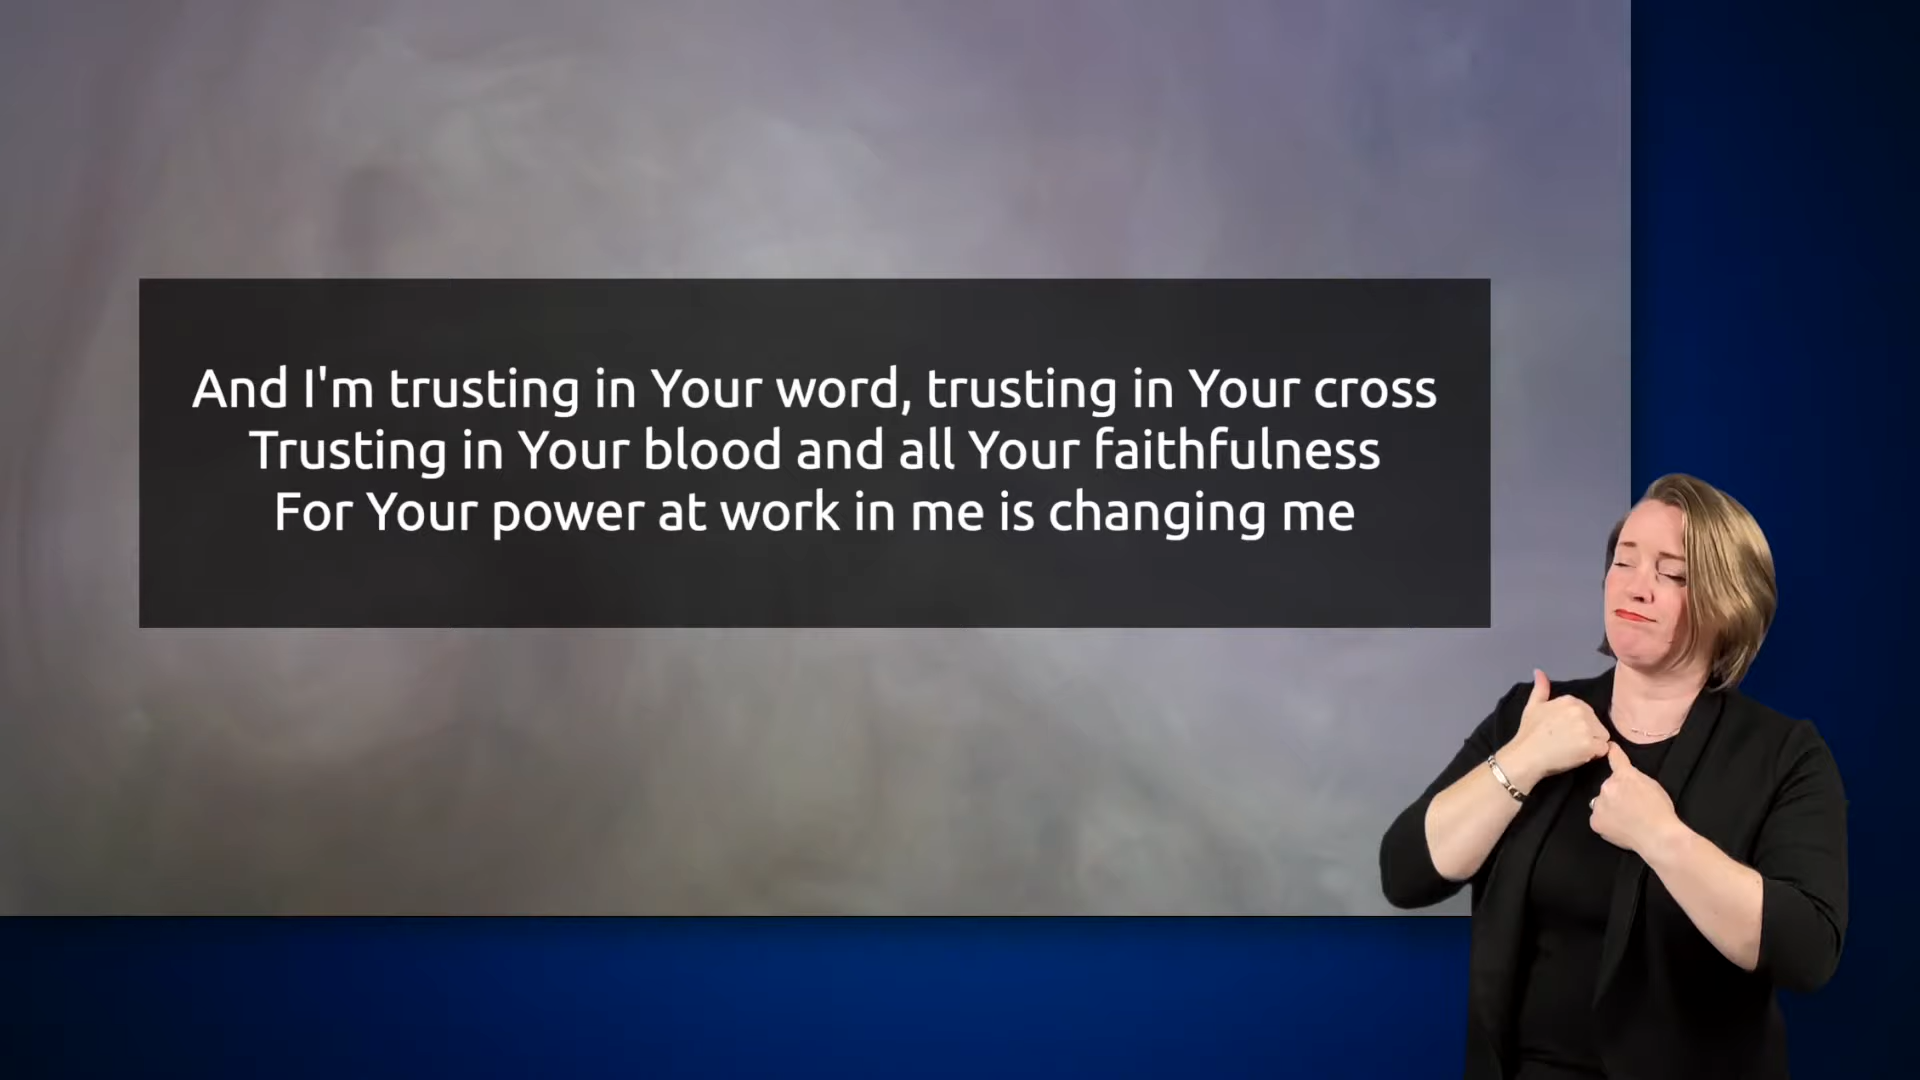 And I'm trusting in Your word, trusting in Your cross
Trusting in Your blood and all Your faithfulness
For Your power at work in me is changing me